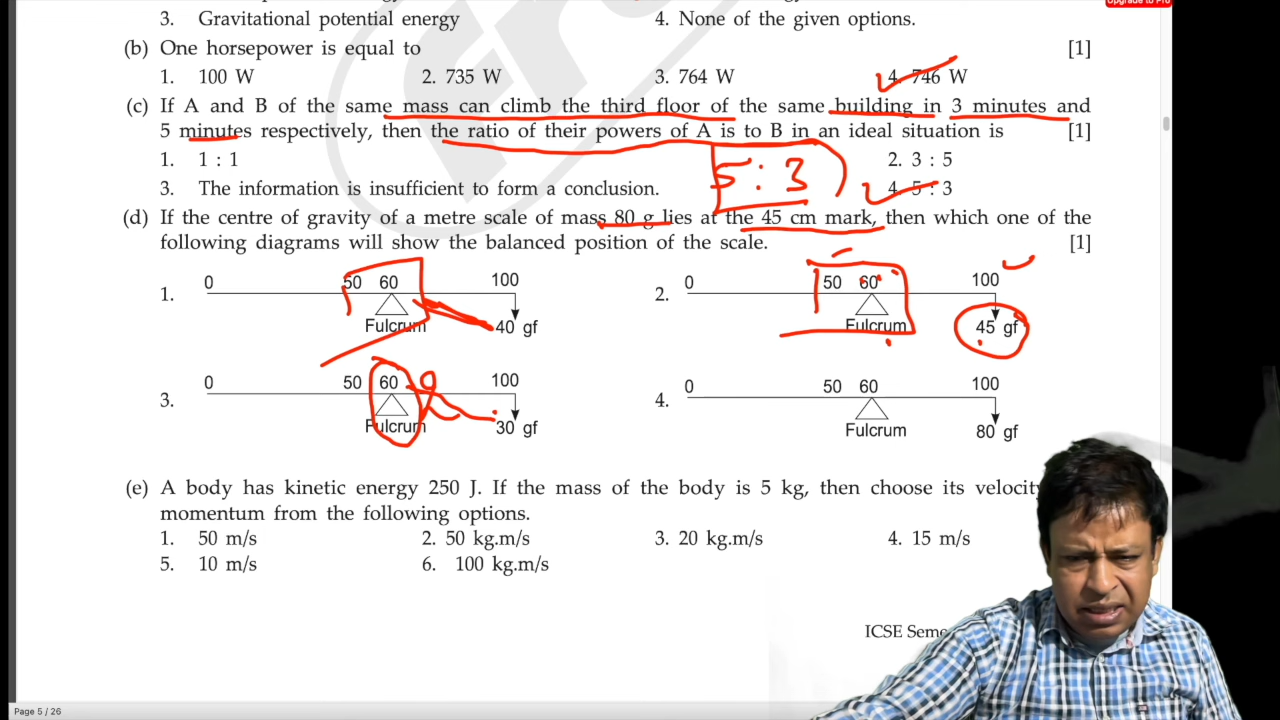 Upgrade to Pro
3. Gravitational potential energy 4. None of the given options.
(b) One horsepower is equal to [1]
1. 100 W 2. 735 W 3. 764 W 4. 746 W
(c) If A and B of the same mass can climb the third floor of the same building in 3 minutes and
5 minutes respectively, then the ratio of their powers of A is to B in an ideal situation is [1]
1. 1 : 1 2. 3 : 5
5 : 3
3. The information is insufficient to form a conclusion. 4. 5 : 3
(d) If the centre of gravity of a metre scale of mass 80 g lies at the 45 cm mark, then which one of the
following diagrams will show the balanced position of the scale. [1]
0 50 60 100 0 50 60 100
1. 2.
Fulcrum 40 gf Fulcrum 45 gf
0 50 60 100 0 50 60 100
3. 4.
Fulcrum 30 gf Fulcrum 80 gf
(e) A body has kinetic energy 250 J. If the mass of the body is 5 kg, then choose its velocity
momentum from the following options.
1. 50 m/s 2. 50 kg.m/s 3. 20 kg.m/s 4. 15 m/s
5. 10 m/s 6. 100 kg.m/s
ICSE Seme
Page 5 / 26